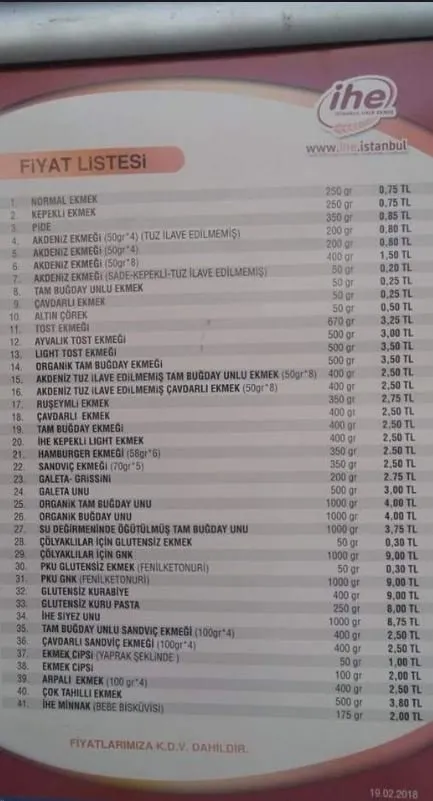 ihe
İSTANBUL HALK EKMEK
www.ihe.istanbul
FİYAT LİSTESİ
1. NORMAL EKMEK 250 gr 0,75 TL
2. KEPEKLİ EKMEK 250 gr 0,75 TL
3. PİDE 350 gr 0,85 TL
4. AKDENİZ EKMEĞİ (50gr*4) (TUZ İLAVE EDİLMEMİŞ) 200 gr 0,80 TL
5. AKDENİZ EKMEĞİ (50gr*4) 200 gr 0,80 TL
6. AKDENİZ EKMEĞİ (50gr*8) 400 gr 1,50 TL
7. AKDENİZ EKMEĞİ (SADE-KEPEKLİ-TUZ İLAVE EDİLMEMİŞ) 50 gr 0,20 TL
8. TAM BUĞDAY UNLU EKMEK 50 gr 0,25 TL
9. ÇAVDARLI EKMEK 50 gr 0,25 TL
10. ALTIN ÇÖREK 50 gr 0,50 TL
11. TOST EKMEĞİ 670 gr 3,25 TL
12. AYVALIK TOST EKMEĞİ 500 gr 3,00 TL
13. LIGHT TOST EKMEĞİ 500 gr 3,50 TL
14. ORGANİK TAM BUĞDAY EKMEĞİ 500 gr 3,50 TL
15. AKDENİZ TUZ İLAVE EDİLMEMİŞ TAM BUĞDAY UNLU EKMEK (50gr*8) 400 gr 2,50 TL
16. AKDENİZ TUZ İLAVE EDİLMEMİŞ ÇAVDARLI EKMEK (50gr*8) 400 gr 2,50 TL
17. RUŞEYMLİ EKMEK 350 gr 2,75 TL
18. ÇAVDARLI EKMEK 400 gr 2,50 TL
19. TAM BUĞDAY EKMEĞİ 400 gr 2,50 TL
20. İHE KEPEKLİ LIGHT EKMEK 400 gr 2,50 TL
21. HAMBURGER EKMEĞİ (58gr*6) 350 gr 2.50 TL
22. SANDVİÇ EKMEĞİ (70gr*5) 350 gr 2,50 TL
23. GALETA- GRİSSİNİ 200 gr 2.75 TL
24. GALETA UNU 500 gr 3,00 TL
25. ORGANİK TAM BUĞDAY UNU 1000 gr 4,00 TL
26. ORGANİK BUĞDAY UNU 1000 gr 4,00 TL
27. SU DEĞİRMENİNDE ÖĞÜTÜLMÜŞ TAM BUĞDAY UNU 1000 gr 3,75 TL
28. ÇÖLYAKLILAR İÇİN GLUTENSİZ EKMEK 50 gr 0,30 TL
29. ÇÖLYAKLILAR İÇİN GNK 1000 gr 9,00 TL
30. PKU GLUTENSİZ EKMEK (FENİLKETONURİ) 50 gr 0,30 TL
31. PKU GNK (FENİLKETONURİ) 1000 gr 9,00 TL
32. GLUTENSİZ KURABİYE 400 gr 9,00 TL
33. GLUTENSİZ KURU PASTA 250 gr 8,00 TL
34. İHE SİYEZ UNU 1000 gr 8,75 TL
35. TAM BUĞDAY UNLU SANDVİÇ EKMEĞİ (100gr*4) 400 gr 2,50 TL
36. ÇAVDARLI SANDVİÇ EKMEĞİ (100gr*4) 400 gr 2,50 TL
37. EKMEK CİPSİ (YAPRAK ŞEKLİNDE ) 50 gr 1,00 TL
38. EKMEK CİPSİ 100 gr 2,00 TL
39. ARPALI EKMEK (100 gr*4) 400 gr 2,50 TL
40. ÇOK TAHILLI EKMEK 500 gr 3,80 TL
41. İHE MİNNAK (BEBE BİSKÜVİSİ) 175 gr 2.00 TL
FİYATLARIMIZA K.D.V. DAHİLDİR.
19.02.2018